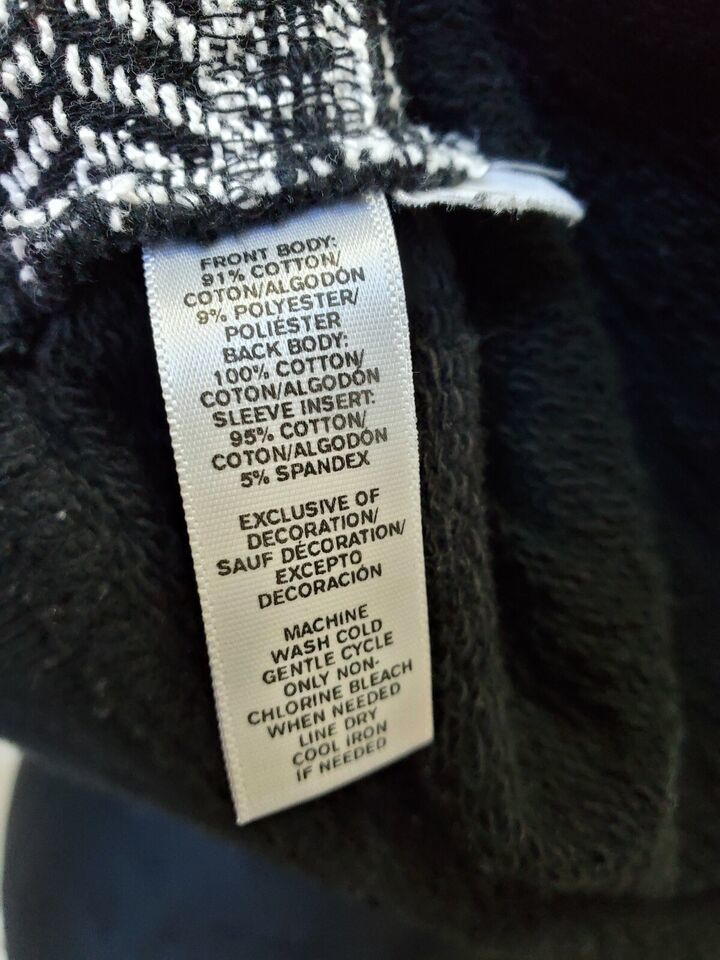 FRONT BODY:
91% COTTON/
COTON/ALGODÓN
9% POLYESTER/
POLIÉSTER
BACK BODY:
100% COTTON/
COTON/ALGODÓN
SLEEVE INSERT:
95% COTTON/
COTON/ALGODÓN
5% SPANDEX
EXCLUSIVE OF
DECORATION/
SAUF DÉCORATION/
EXCEPTO
DECORACIÓN
MACHINE
WASH COLD
GENTLE CYCLE
ONLY NON-
CHLORINE BLEACH
WHEN NEEDED
LINE DRY
COOL IRON
IF NEEDED